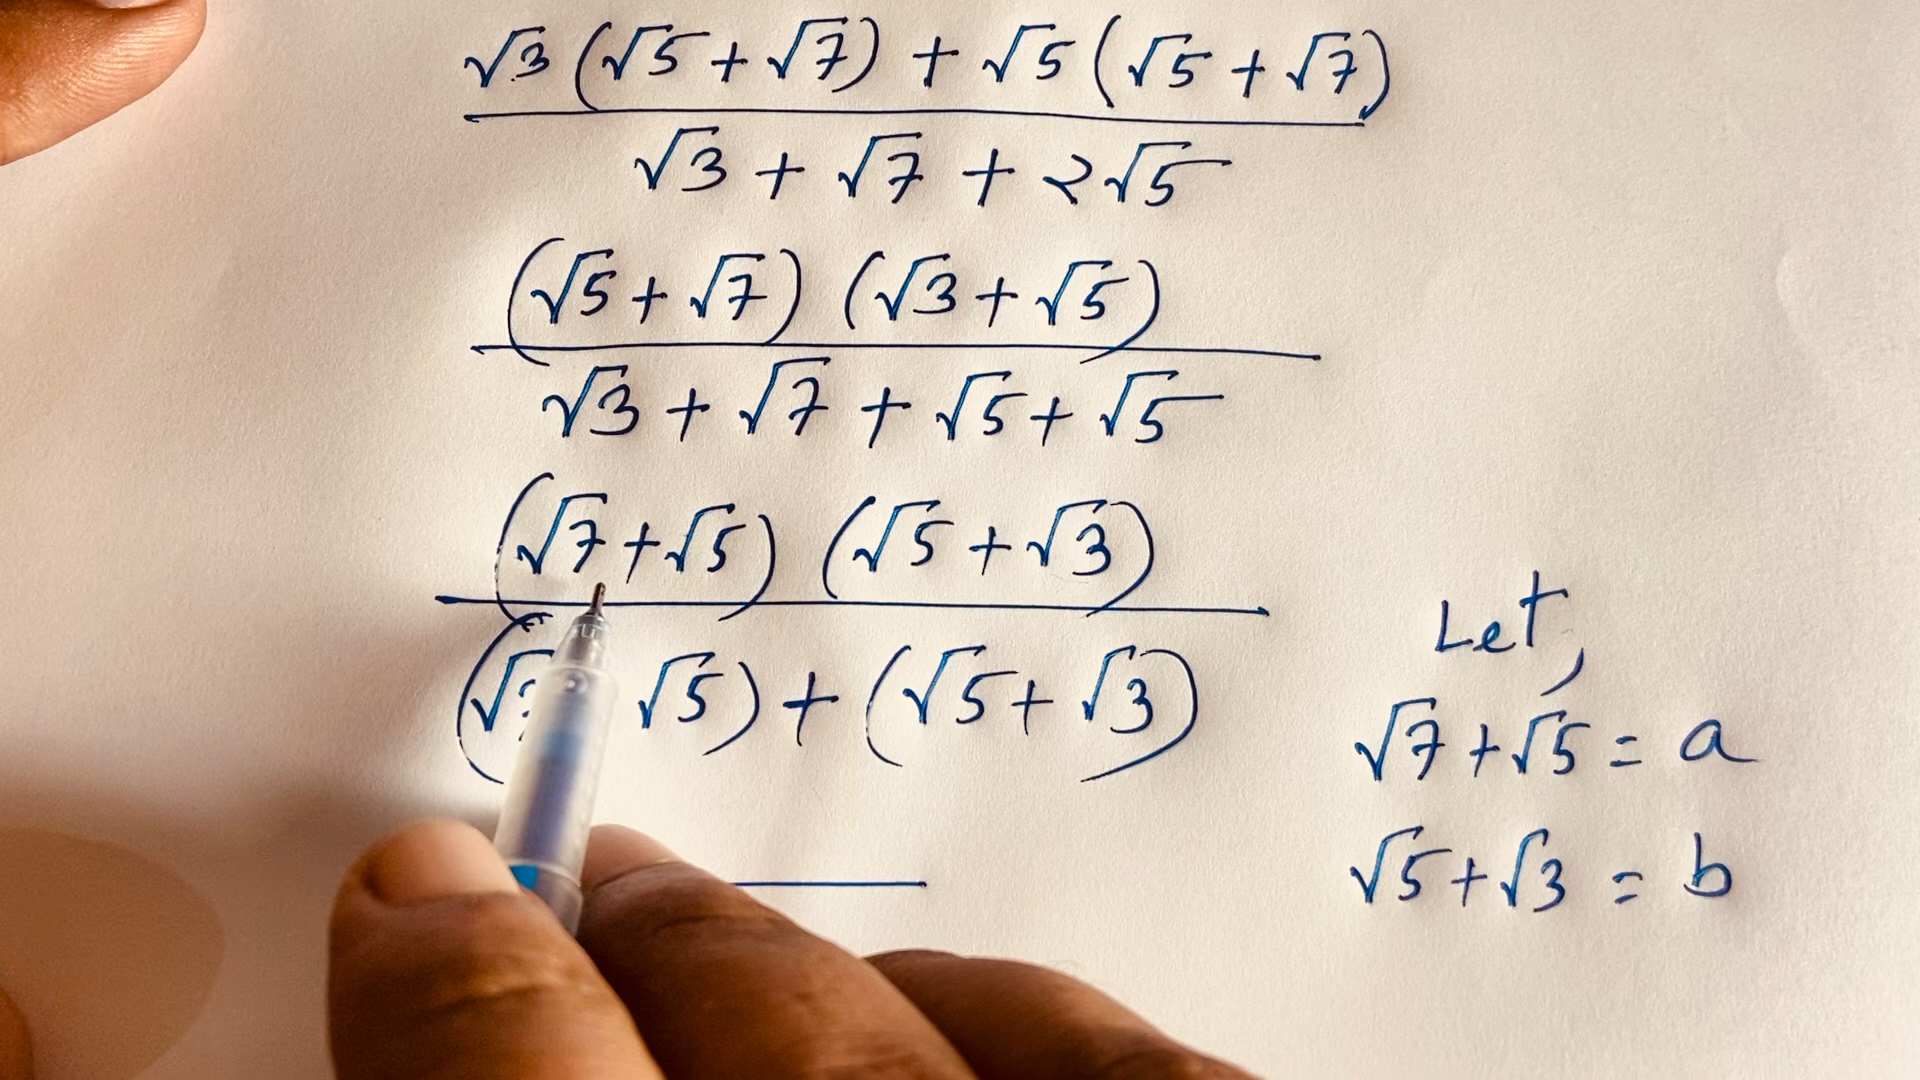 √3 (√5 + √7) + √5 (√5 + √7)
√3 + √7 + 2√5
(√5 + √7) (√3 + √5)
√3 + √7 + √5 + √5
(√7 + √5) (√5 + √3)
√5) + (√5 + √3)
Let,
√7 + √5 = a
√5 + √3 = b